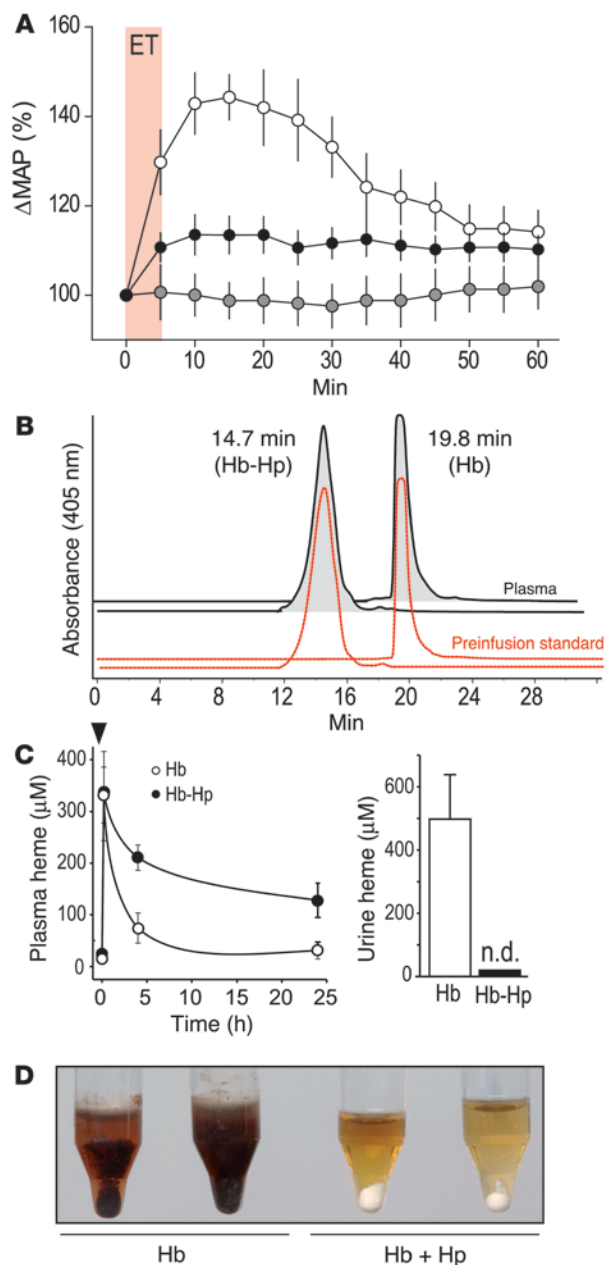 A
160
ET
140
120
100
ΔMAP (%)
0
10
20
30
40
50
60
Min
B
14.7 min
(Hb-Hp)
19.8 min
(Hb)
Absorbance (405 nm)
Plasma
Preinfusion standard
0
4
8
12
16
20
24
28
Min
C
Hb
Hb-Hp
400
300
200
100
0
Plasma heme (µM)
0
5
10
15
20
25
Time (h)
600
400
200
0
Urine heme (µM)
n.d.
Hb
Hb-Hp
D
Hb
Hb + Hp